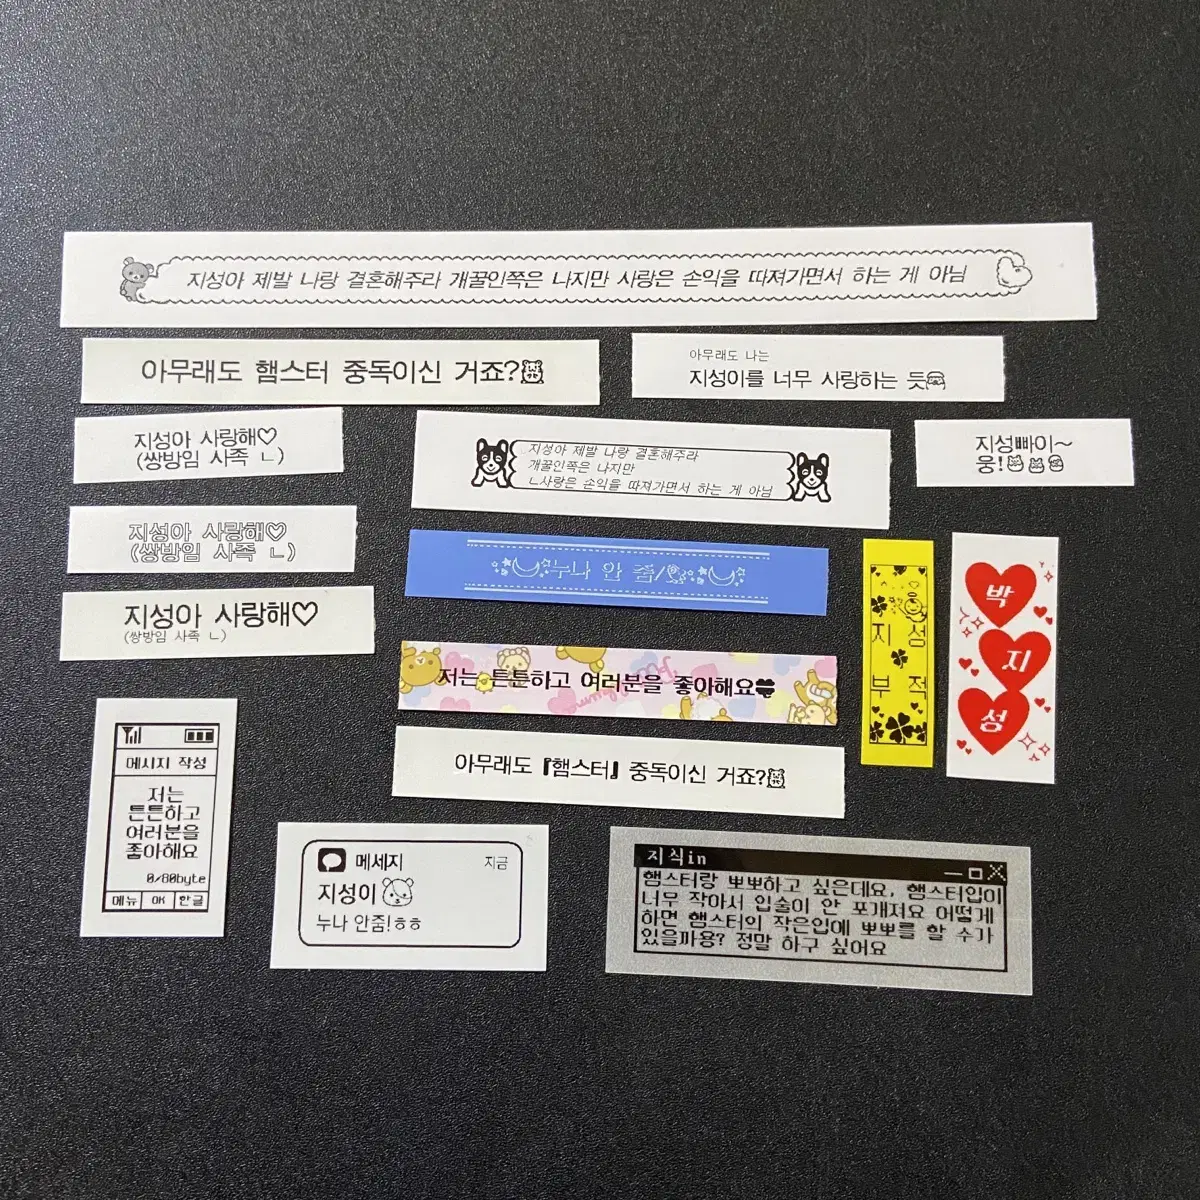 지성아 제발 나랑 결혼해주라 개꿀인쪽은 나지만 사랑은 손익을 따져가면서 하는 게 아님
아무래도 햄스터 중독이신 거죠?
아무래도 나는
지성이를 너무 사랑하는 듯
지성아 사랑해♡
(쌍방임 사족 ㄴ)
지성아 제발 나랑 결혼해주라
개꿀인쪽은 나지만
ㄴ사랑은 손익을 따져가면서 하는 게 아님
지성빠이~
웅!
지성아 사랑해♡
(쌍방임 사족 ㄴ)
누나 안 줌
지성아 사랑해♡
(쌍방임 사족 ㄴ)
지성
부적
박
지
성
저는 튼튼하고 여러분을 좋아해요
아무래도 『햄스터』 중독이신 거죠?
메시지 작성
저는
튼튼하고
여러분을
좋아해요
0/80byte
메뉴 OK 한글
메세지 지금
지성이
누나 안줌!ㅎㅎ
지식in
햄스터랑 뽀뽀하고 싶은데요, 햄스터입이
너무 작아서 입술이 안 포개져요 어떻게
하면 햄스터의 작은입에 뽀뽀를 할 수가
있을까용? 정말 하구 싶어요